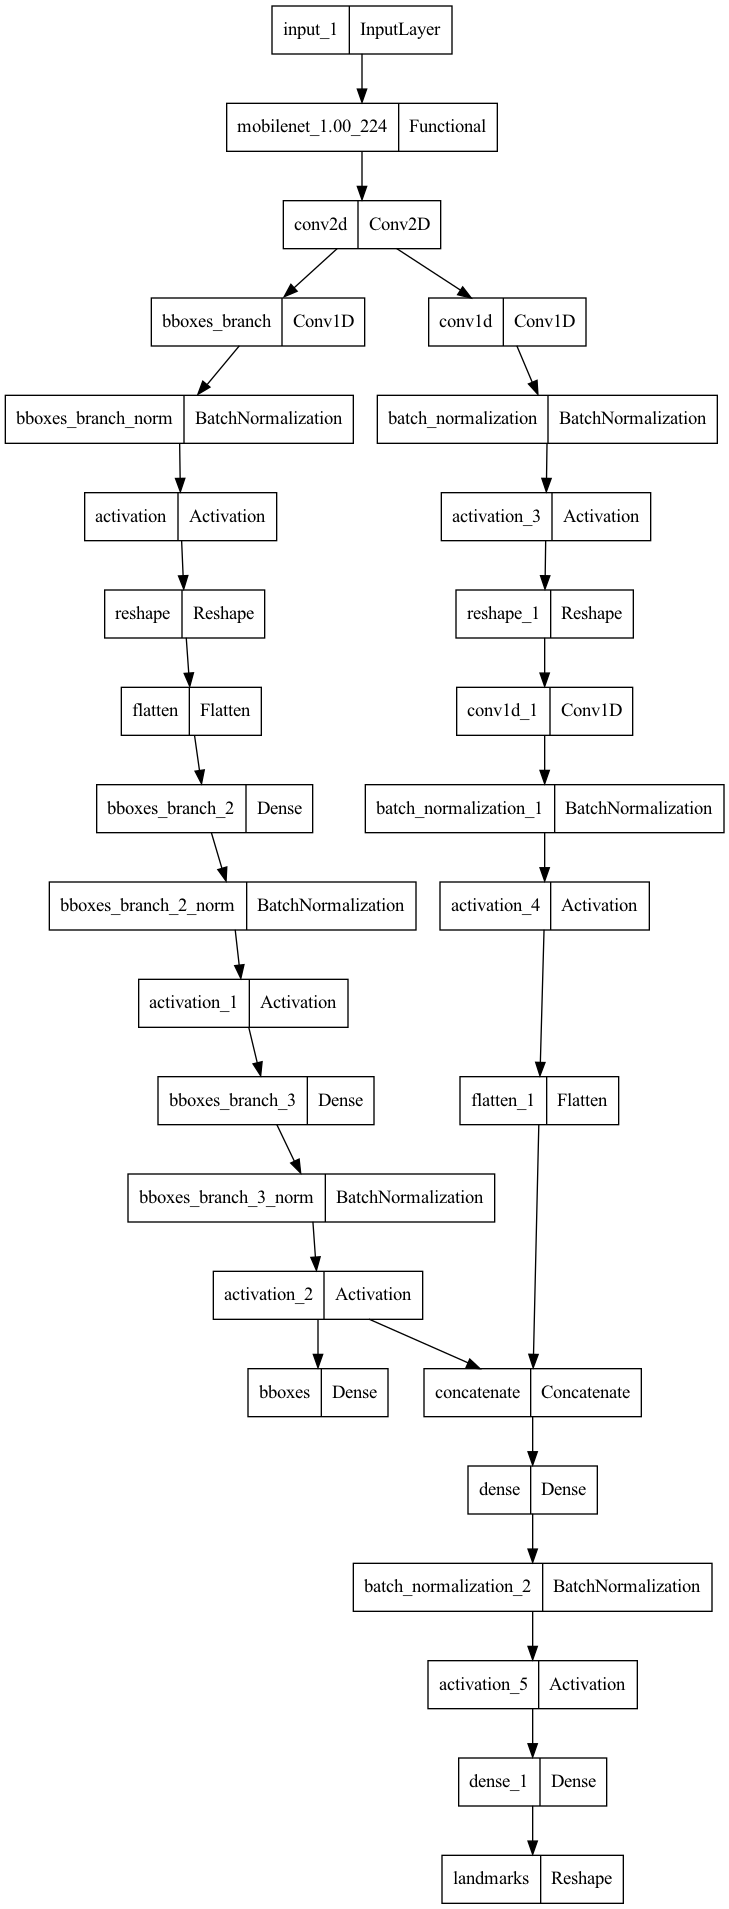 input_1 InputLayer
mobilenet_1.00_224 Functional
conv2d Conv2D
bboxes_branch Conv1D conv1d Conv1D
bboxes_branch_norm BatchNormalization batch_normalization BatchNormalization
activation Activation activation_3 Activation
reshape Reshape reshape_1 Reshape
flatten Flatten conv1d_1 Conv1D
bboxes_branch_2 Dense batch_normalization_1 BatchNormalization
bboxes_branch_2_norm BatchNormalization activation_4 Activation
activation_1 Activation
bboxes_branch_3 Dense flatten_1 Flatten
bboxes_branch_3_norm BatchNormalization
activation_2 Activation
bboxes Dense concatenate Concatenate
dense Dense
batch_normalization_2 BatchNormalization
activation_5 Activation
dense_1 Dense
landmarks Reshape